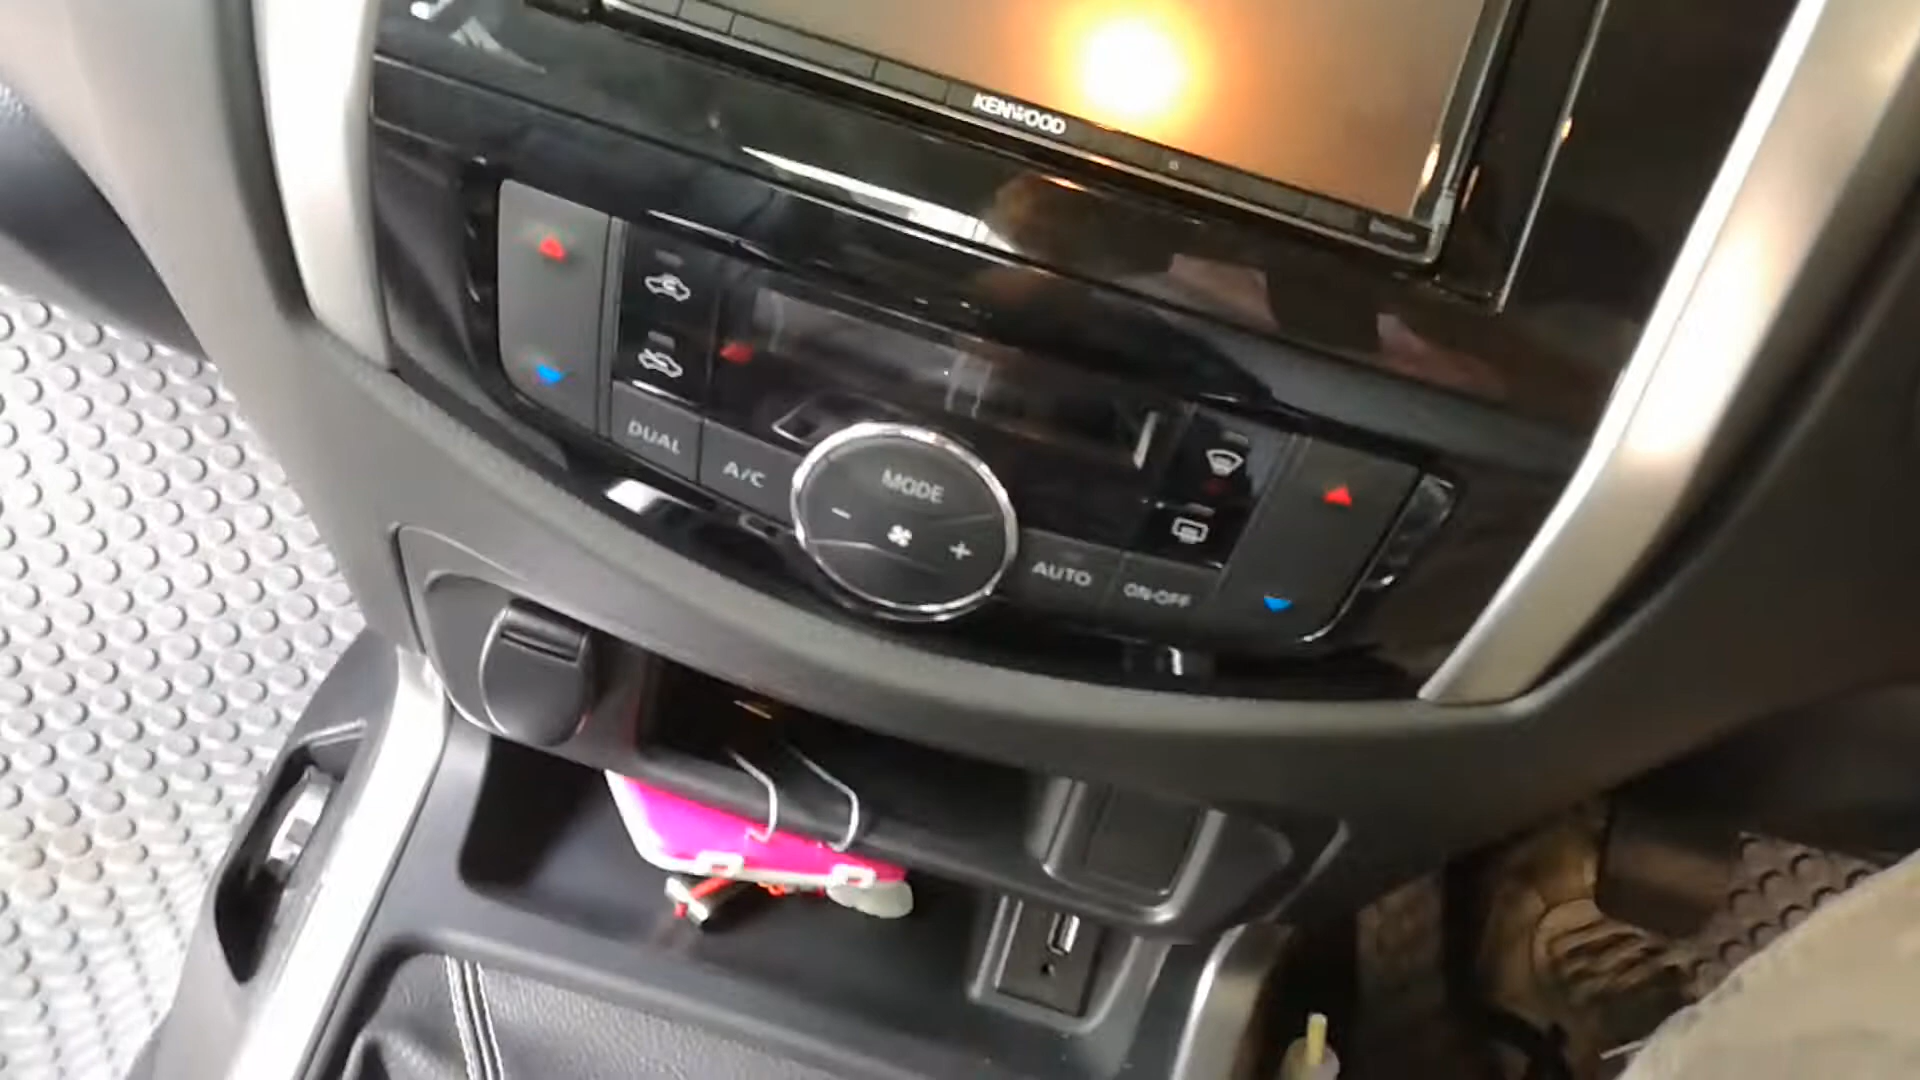 KENWOOD
DUAL
A/C
MODE
- +
AUTO
ON·OFF